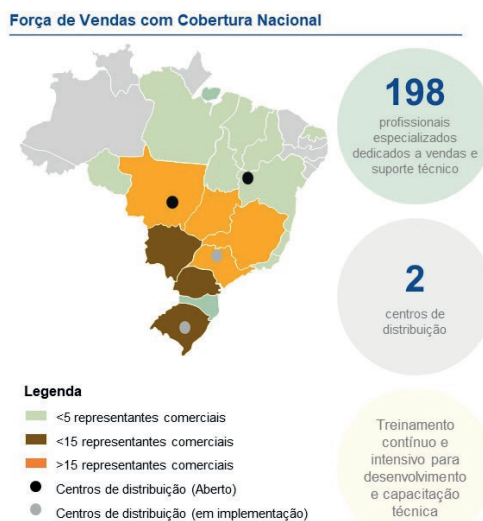 Força de Vendas com Cobertura Nacional
198
profissionais
especializados
dedicados a vendas e
suporte técnico
2
centros de
distribuição
Legenda
<5 representantes comerciais
<15 representantes comerciais
>15 representantes comerciais
Centros de distribuição (Aberto)
Centros de distribuição (em implementação)
Treinamento
contínuo e
intensivo para
desenvolvimento
e capacitação
técnica